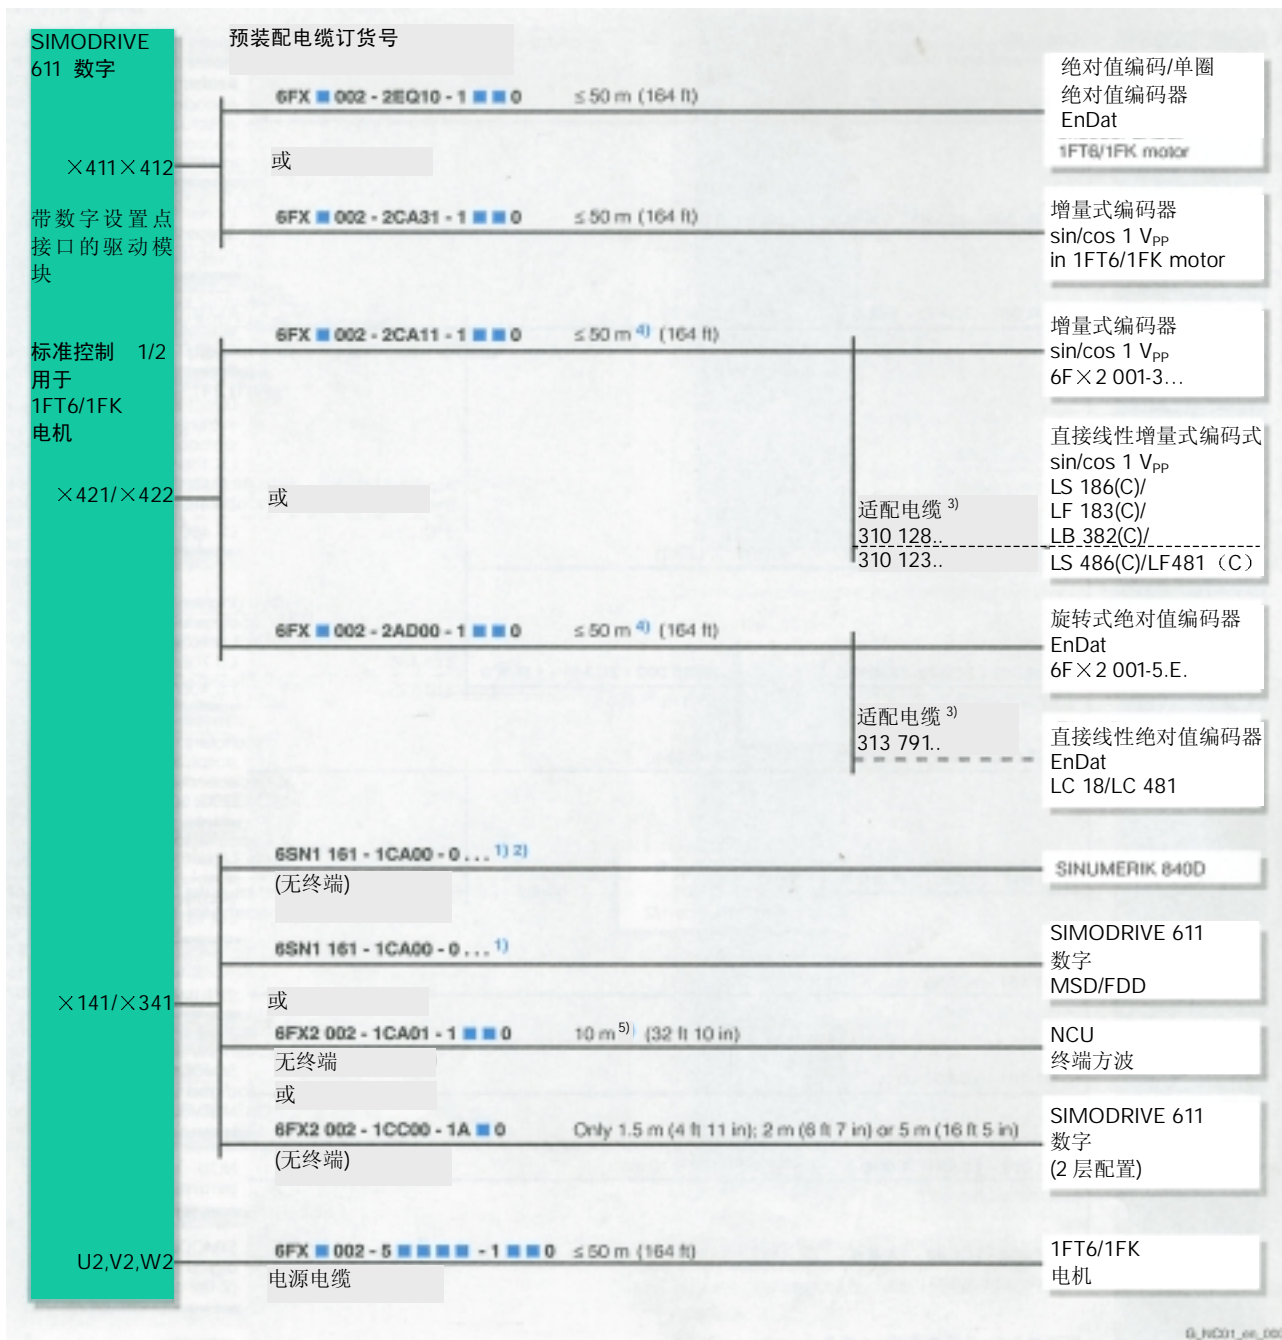 SIMODRIVE
611 数字
预装配电缆订货号
6FX ■ 002 - 2EQ10 - 1 ■ ■ 0 ≤ 50 m (164 ft)
绝对值编码/单圈
绝对值编码器
EnDat
1FT6/1FK motor
×411×412
或
带数字设置点
接口的驱动模
块
6FX ■ 002 - 2CA31 - 1 ■ ■ 0 ≤ 50 m (164 ft)
增量式编码器
sin/cos 1 VPP
in 1FT6/1FK motor
标准控制 1/2
用于
1FT6/1FK
电机
6FX ■ 002 - 2CA11 - 1 ■ ■ 0 ≤ 50 m 4) (164 ft)
增量式编码器
sin/cos 1 VPP
6F×2 001-3...
×421/×422
或
适配电缆 3)
310 128..
310 123..
直接线性增量式编码式
sin/cos 1 VPP
LS 186(C)/
LF 183(C)/
LB 382(C)/
LS 486(C)/LF481（C）
6FX ■ 002 - 2AD00 - 1 ■ ■ 0 ≤ 50 m 4) (164 ft)
旋转式绝对值编码器
EnDat
6F×2 001-5.E.
适配电缆 3)
313 791..
直接线性绝对值编码器
EnDat
LC 18/LC 481
6SN1 161 - 1CA00 - 0 . . . 1) 2)
(无终端)
SINUMERIK 840D
6SN1 161 - 1CA00 - 0 . . . 1)
SIMODRIVE 611
数字
MSD/FDD
×141/×341
或
6FX2 002 - 1CA01 - 1 ■ ■ 0 10 m 5) (32 ft 10 in)
无终端
NCU
终端方波
或
6FX2 002 - 1CC00 - 1A ■ 0 Only 1.5 m (4 ft 11 in); 2 m (6 ft 7 in) or 5 m (16 ft 5 in)
(无终端)
SIMODRIVE 611
数字
(2 层配置)
U2,V2,W2
6FX ■ 002 - 5 ■ ■ ■ ■ - 1 ■ ■ 0 ≤ 50 m (164 ft)
电源电缆
1FT6/1FK
电机